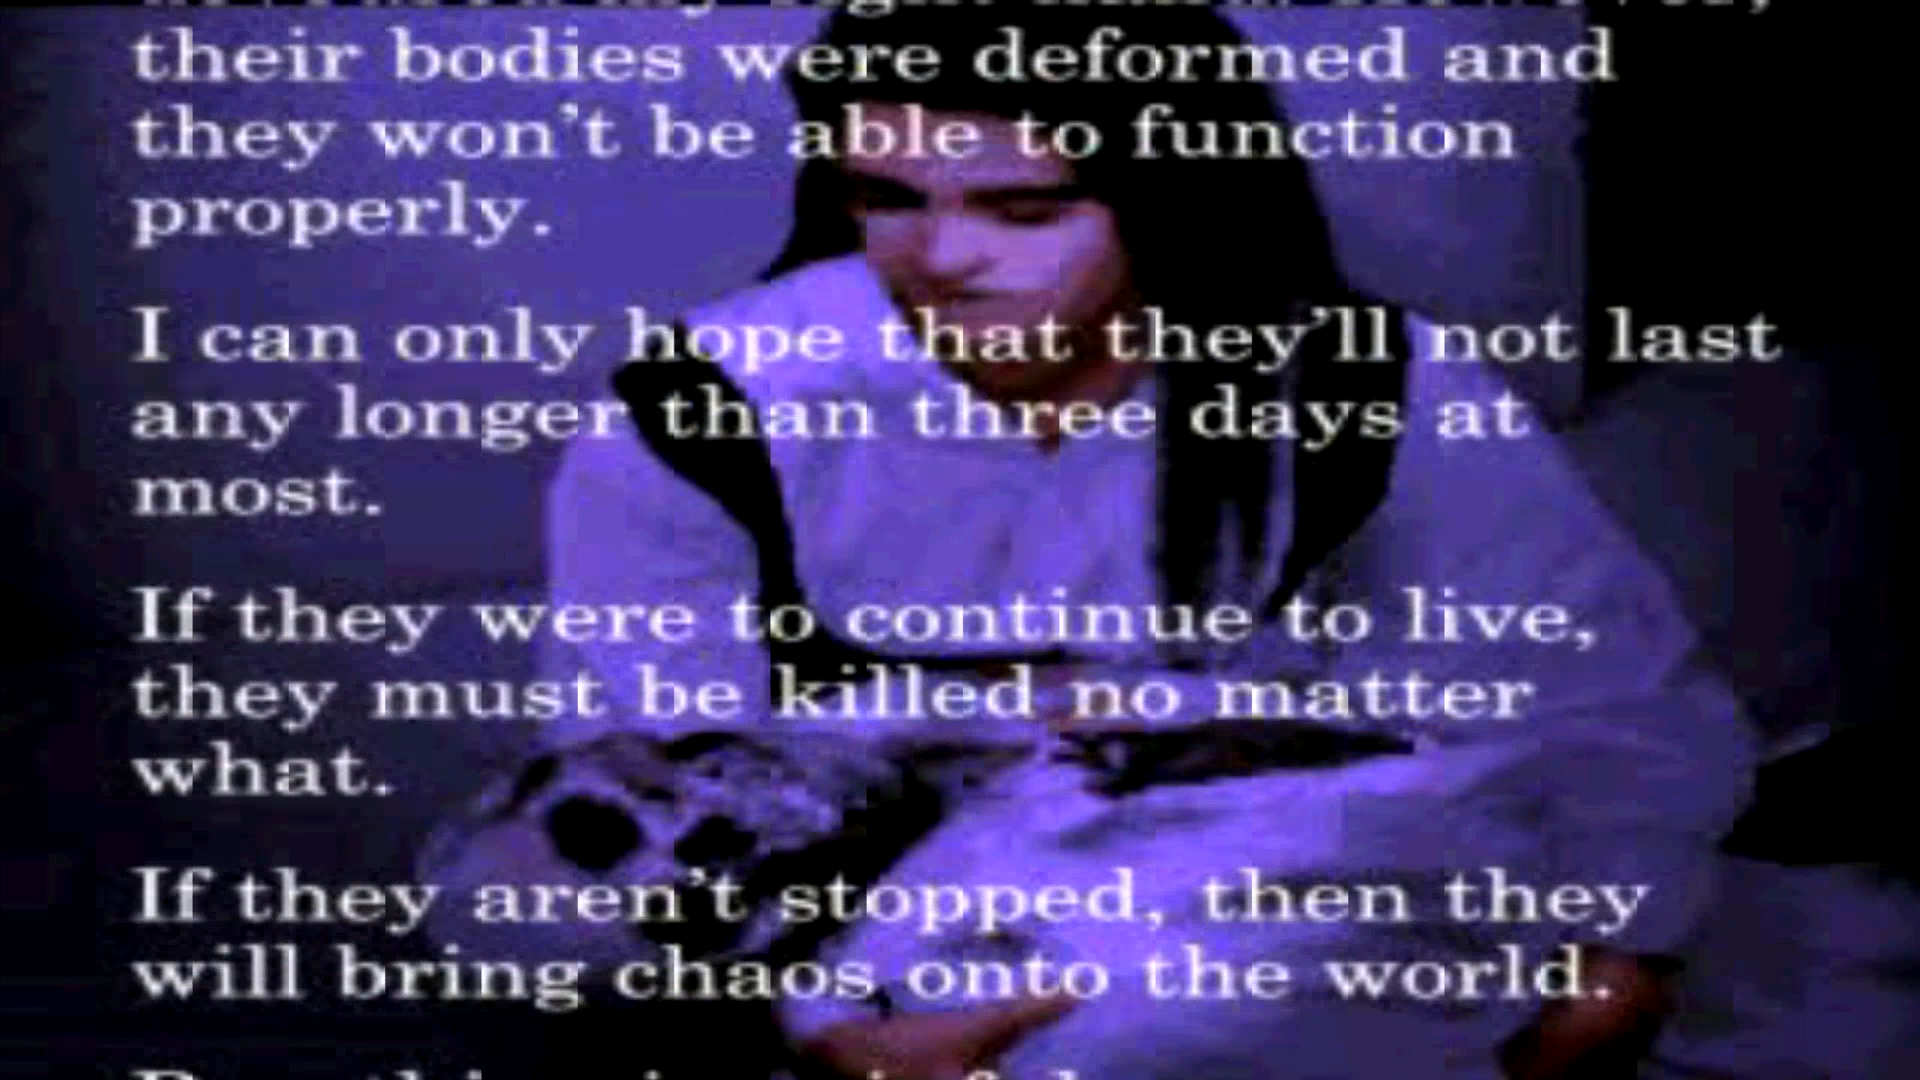 their bodies were deformed and
they won't be able to function
properly.
I can only hope that they'll not last
any longer than three days at
most.
If they were to continue to live,
they must be killed no matter
what.
If they aren't stopped, then they
will bring chaos onto the world.